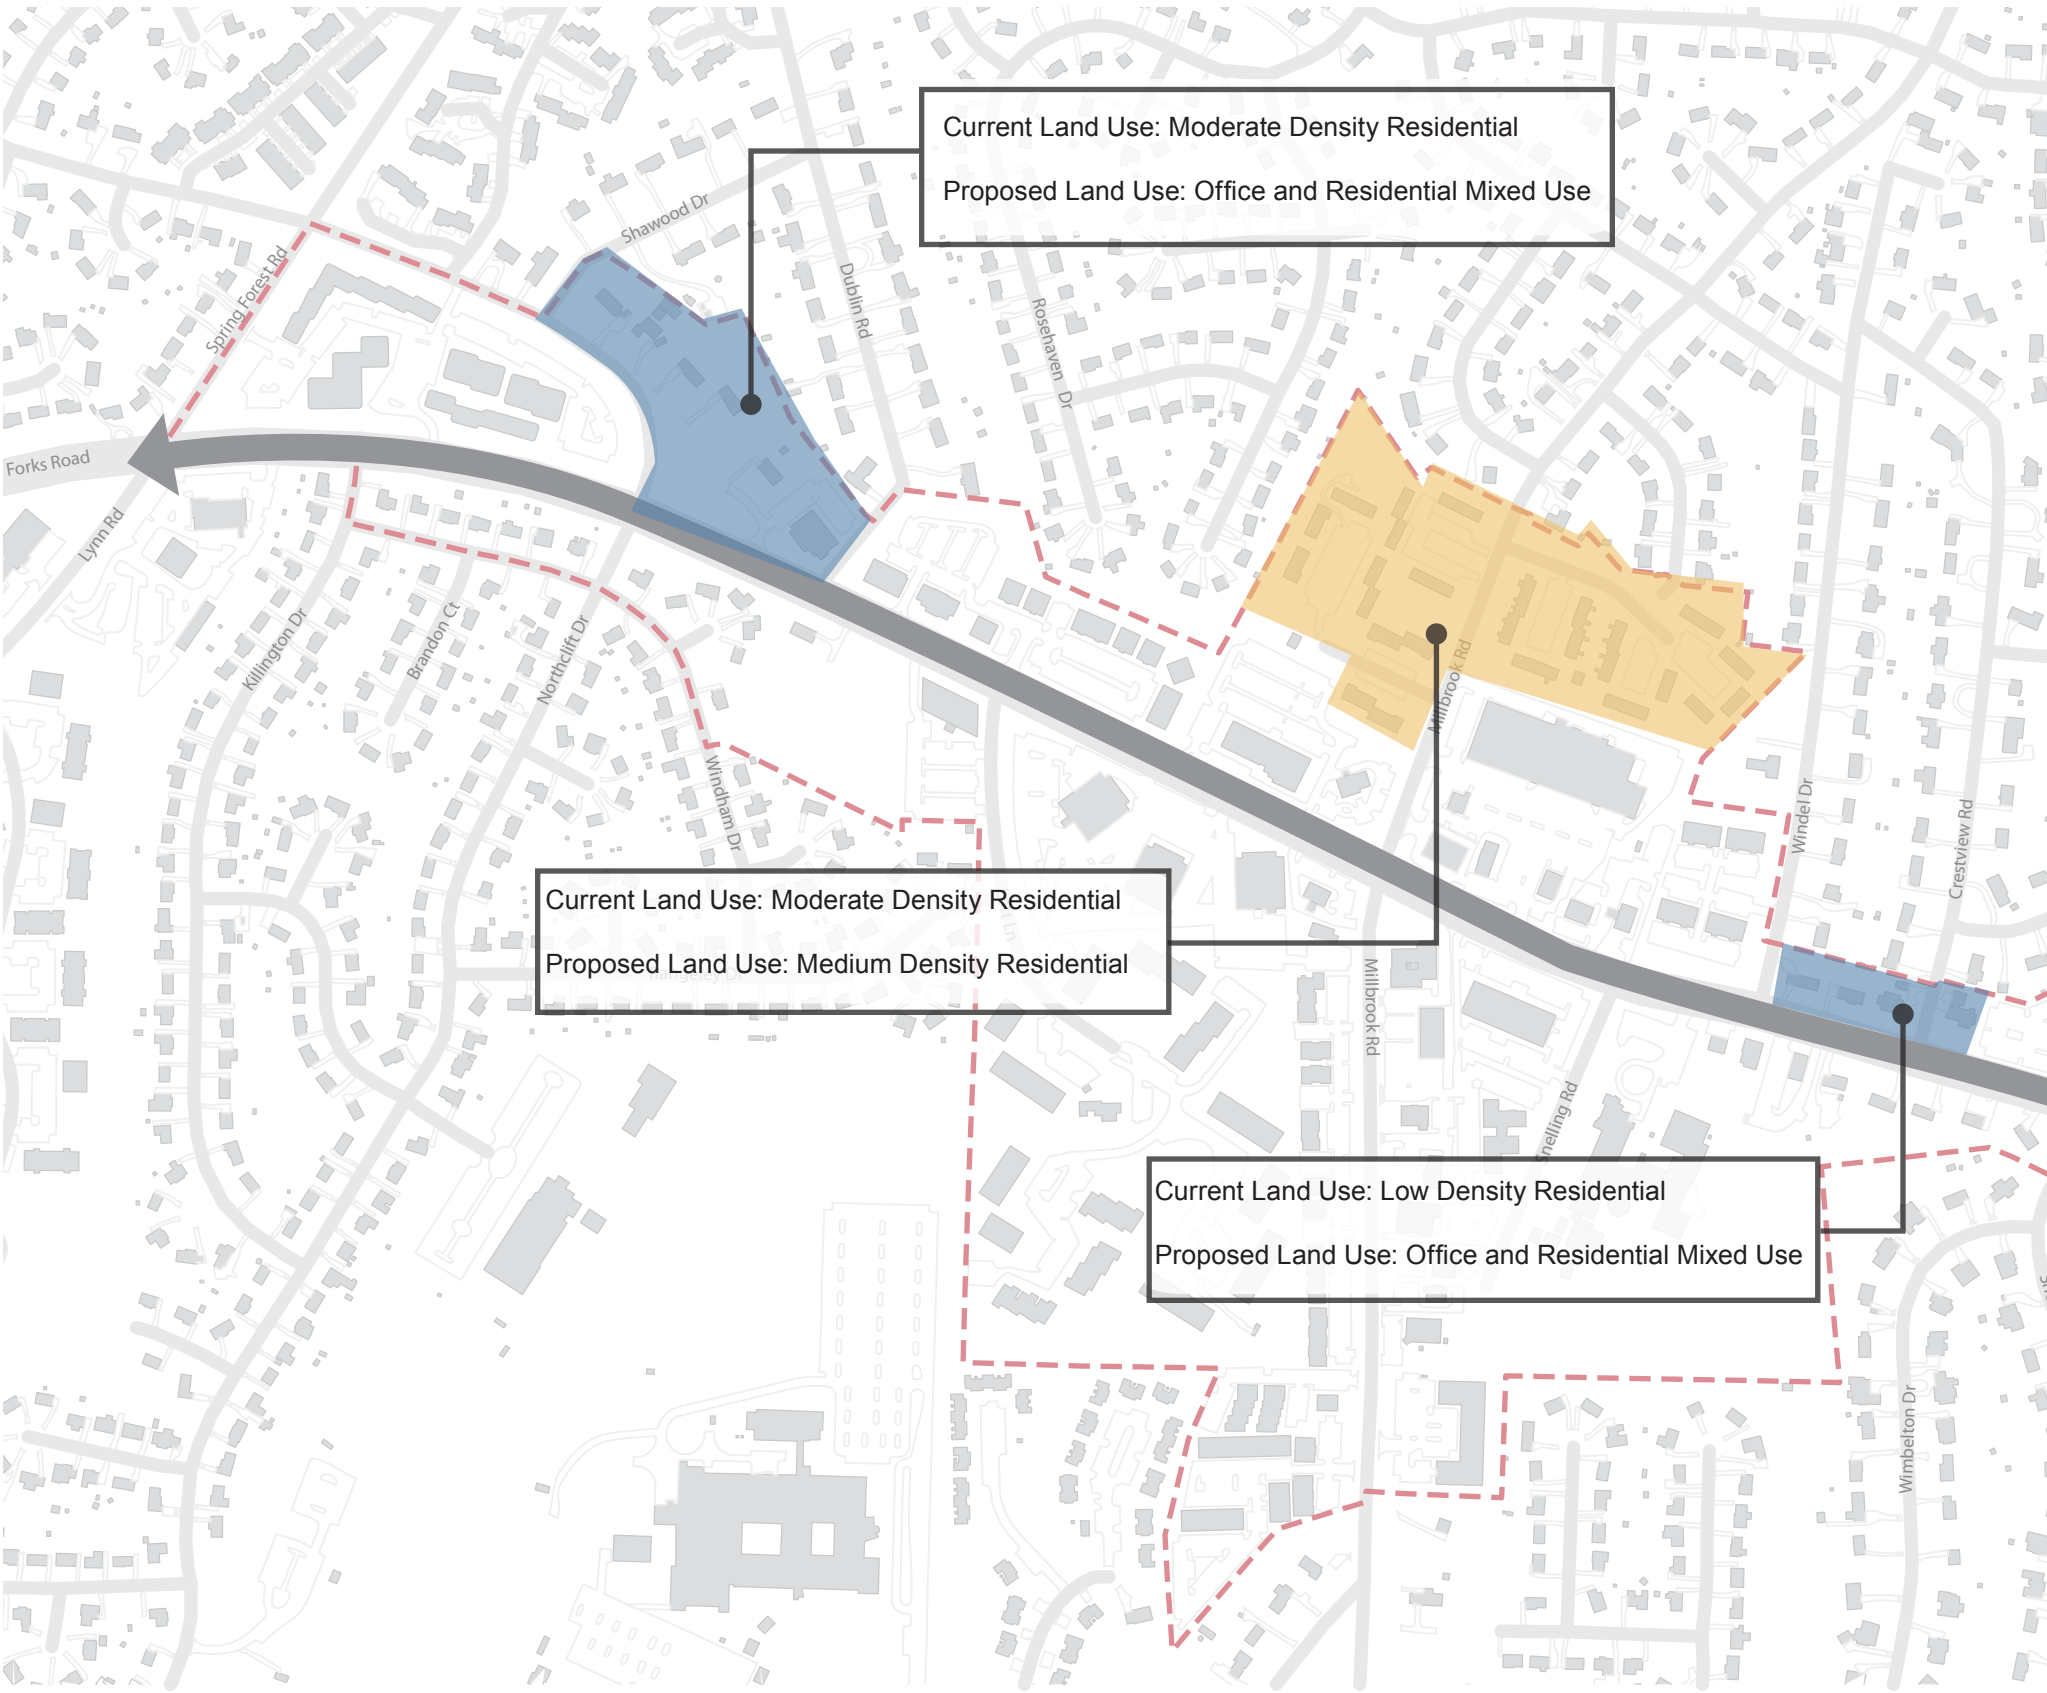 Current Land Use: Moderate Density Residential
Proposed Land Use: Office and Residential Mixed Use
Shawood Dr
Spring Forest Rd
Dublin Rd
Rosehaven Dr
Forks Road
Lynn Rd
Killington Dr
Brandon Ct
Northclift Dr
Windham Dr
Millbrook Rd
Windel Dr
Crestview Rd
Current Land Use: Moderate Density Residential
Proposed Land Use: Medium Density Residential
Millbrook Rd
Snelling Rd
Current Land Use: Low Density Residential
Proposed Land Use: Office and Residential Mixed Use
Wimbelton Dr